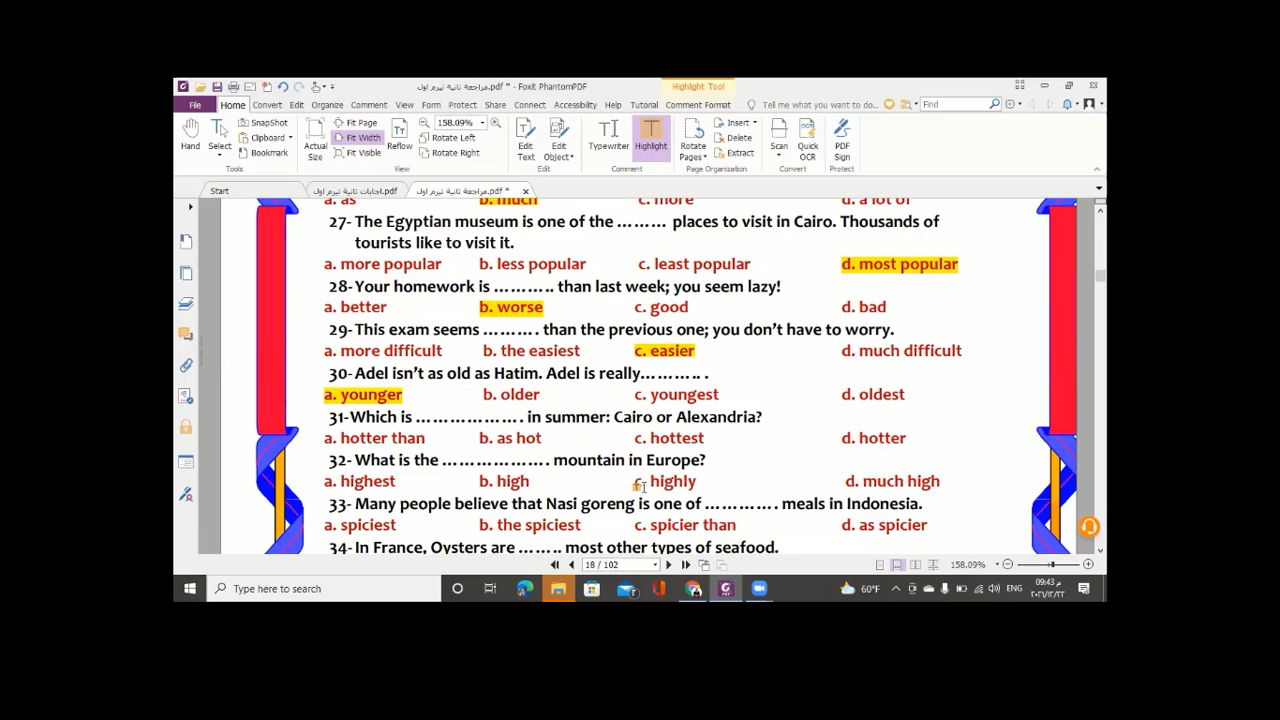 مراجعة ثانية تيرم اول.pdf * - Foxit PhantomPDF
Highlight Tool
File Home Convert Edit Organize Comment View Form Protect Share Connect Accessibility Help Tutorial Comment Format Tell me what you want to do... Find
Hand
Select
SnapShot
Clipboard
Bookmark
Tools
Actual Size
Fit Page
Fit Width
Fit Visible
Reflow
158.09%
Rotate Left
Rotate Right
View
Edit Text
Edit Object
Edit
Typewriter
Highlight
Comment
Rotate Pages
Insert
Delete
Extract
Page Organization
Scan
Quick OCR
Convert
PDF Sign
Protect
Start
اجابات ثانية تيرم اول.pdf
مراجعة ثانية تيرم اول.pdf *
a. as b. much c. more d. a lot of
27- The Egyptian museum is one of the ……… places to visit in Cairo. Thousands of
tourists like to visit it.
a. more popular b. less popular c. least popular d. most popular
28- Your homework is ……….. than last week; you seem lazy!
a. better b. worse c. good d. bad
29- This exam seems ………. than the previous one; you don't have to worry.
a. more difficult b. the easiest c. easier d. much difficult
30- Adel isn't as old as Hatim. Adel is really……….. .
a. younger b. older c. youngest d. oldest
31-Which is ………………. in summer: Cairo or Alexandria?
a. hotter than b. as hot c. hottest d. hotter
32- What is the ………………. mountain in Europe?
a. highest b. high c. highly d. much high
33- Many people believe that Nasi goreng is one of …………. meals in Indonesia.
a. spiciest b. the spiciest c. spicier than d. as spicier
34- In France, Oysters are …….. most other types of seafood.
18 / 102
158.09%
Type here to search
60°F
ENG
09:43 م
٢٠٢١/١٢/٢٢